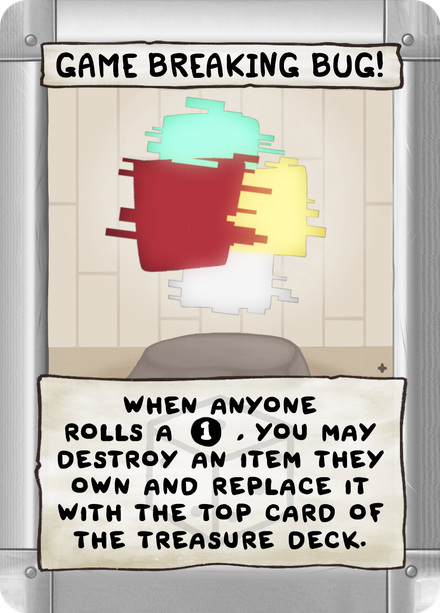 GAME BREAKING BUG!
WHEN ANYONE
ROLLS A 1 , YOU MAY
DESTROY AN ITEM THEY
OWN AND REPLACE IT
WITH THE TOP CARD OF
THE TREASURE DECK.